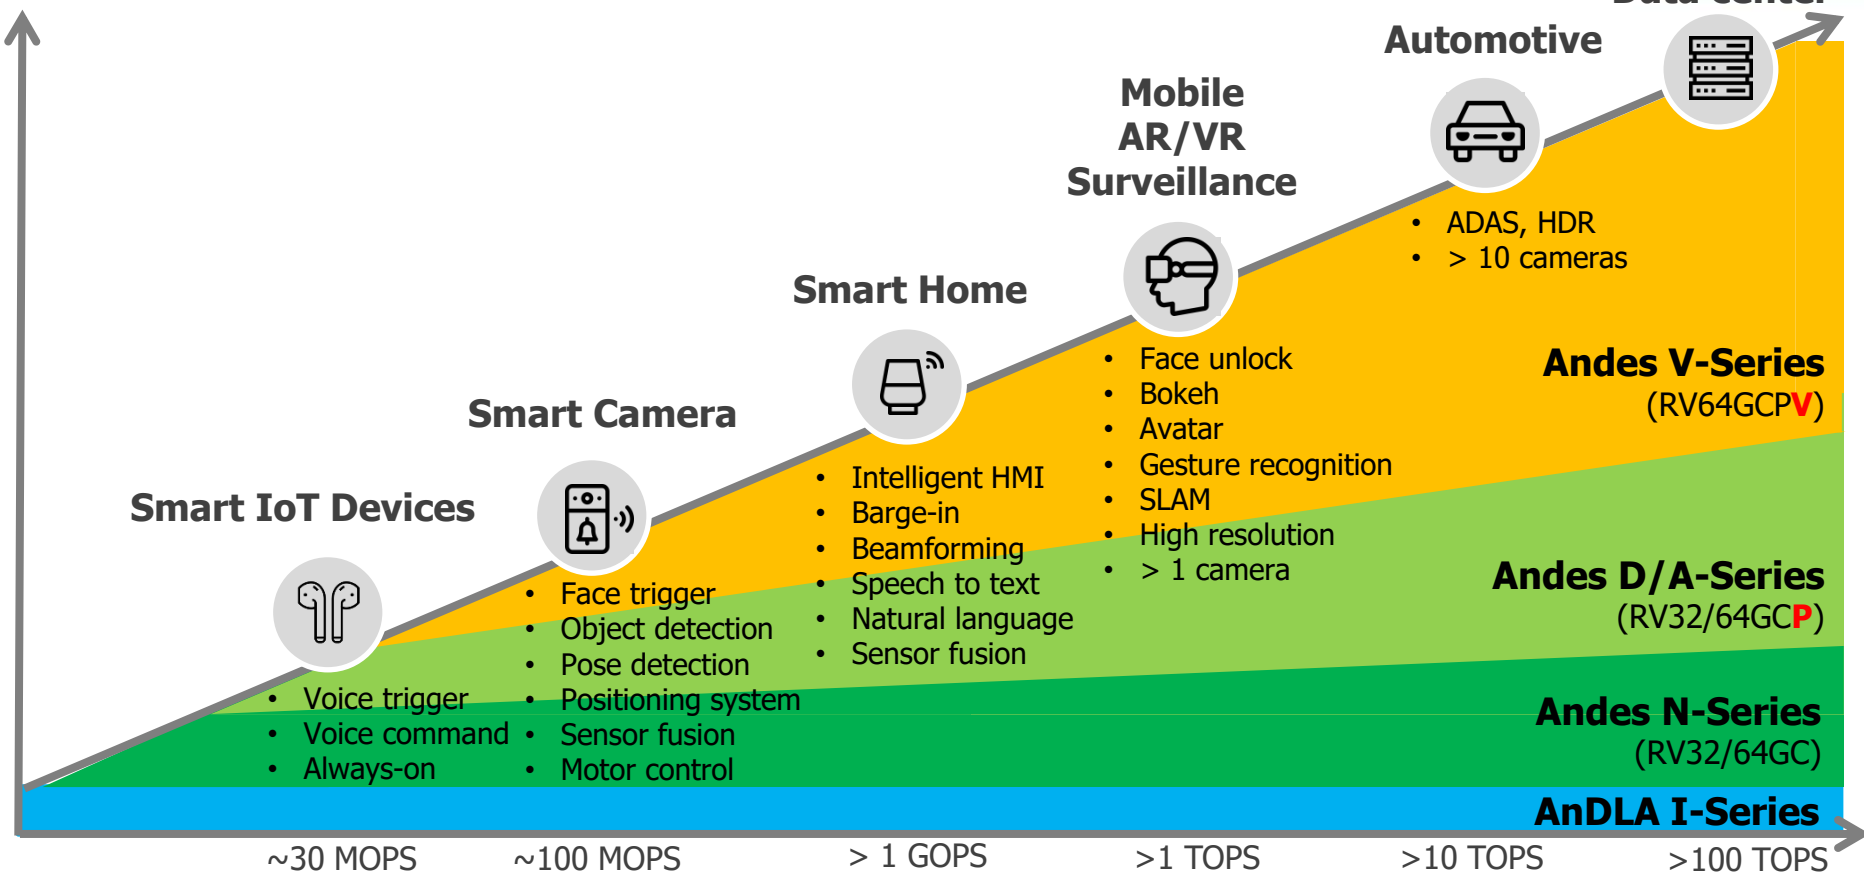 Data Center
Automotive
Mobile
AR/VR
Surveillance
• ADAS, HDR
• > 10 cameras
Smart Home
• Face unlock
• Bokeh
• Avatar
• Gesture recognition
• SLAM
• High resolution
• > 1 camera
Andes V-Series
(RV64GCPV)
Smart Camera
• Intelligent HMI
• Barge-in
• Beamforming
• Speech to text
• Natural language
• Sensor fusion
Smart IoT Devices
• Face trigger
• Object detection
• Pose detection
• Positioning system
• Sensor fusion
• Motor control
Andes D/A-Series
(RV32/64GCP)
• Voice trigger
• Voice command
• Always-on
Andes N-Series
(RV32/64GC)
AnDLA I-Series
~30 MOPS
~100 MOPS
> 1 GOPS
>1 TOPS
>10 TOPS
>100 TOPS